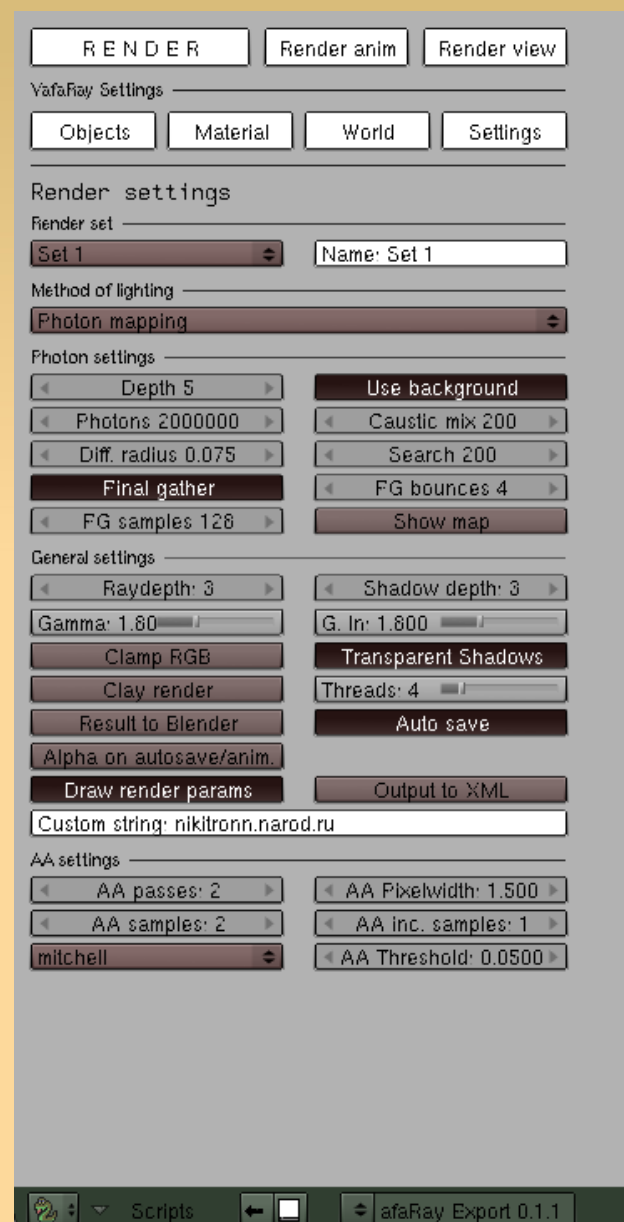 RENDER Render anim Render view
YafaRay Settings
Objects Material World Settings
Render settings
Render set
Set 1 Name: Set 1
Method of lighting
Photon mapping
Photon settings
Depth 5 Use background
Photons 2000000 Caustic mix 200
Diff. radius 0.075 Search 200
Final gather FG bounces 4
FG samples 128 Show map
General settings
Raydepth: 3 Shadow depth: 3
Gamma: 1.80 G. In: 1.800
Clamp RGB Transparent Shadows
Clay render Threads: 4
Result to Blender Auto save
Alpha on autosave/anim.
Draw render params Output to XML
Custom string: nikitronn.narod.ru
AA settings
AA passes: 2 AA Pixelwidth: 1.500
AA samples: 2 AA inc. samples: 1
mitchell AA Threshold: 0.0500
Scripts afaRay Export 0.1.1